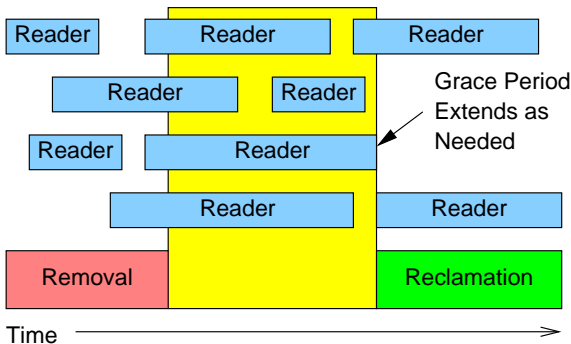 Reader
Reader
Reader
Reader
Reader
Grace Period
Extends as
Needed
Reader
Reader
Reader
Reader
Removal
Reclamation
Time